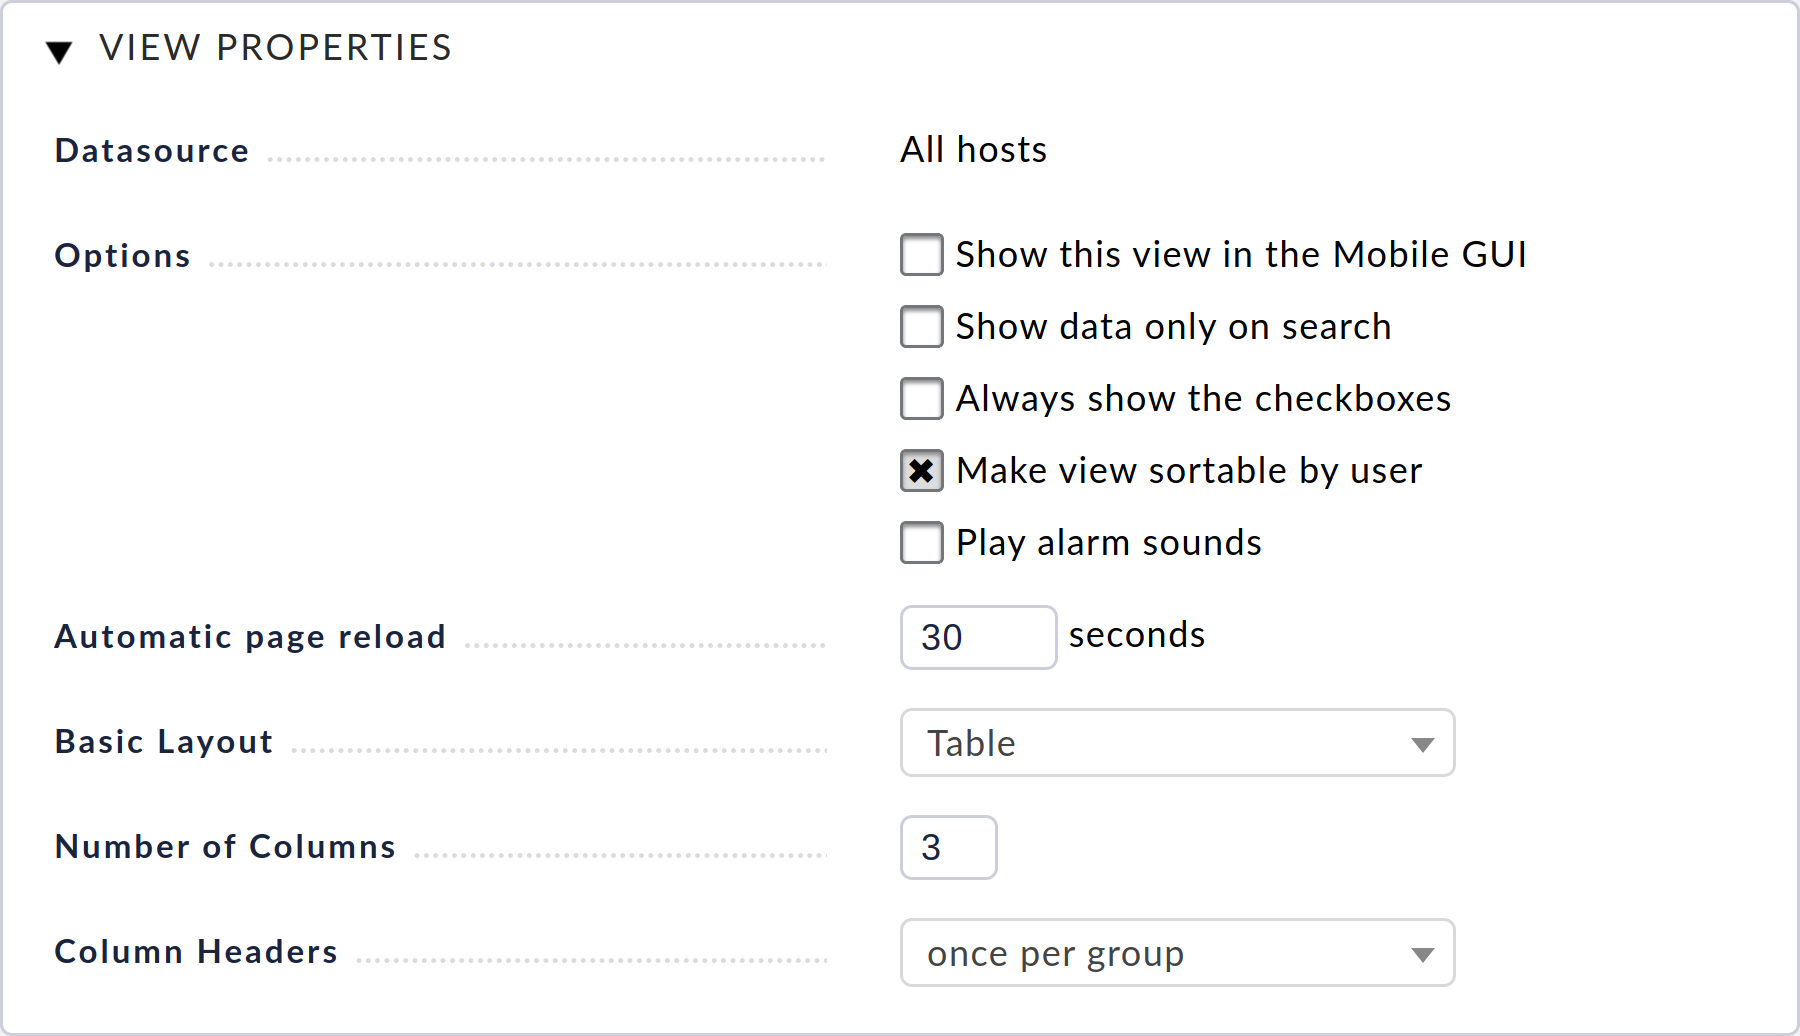 VIEW PROPERTIES
Datasource All hosts
Options Show this view in the Mobile GUI
Show data only on search
Always show the checkboxes
Make view sortable by user
Play alarm sounds
Automatic page reload 30 seconds
Basic Layout Table
Number of Columns 3
Column Headers once per group